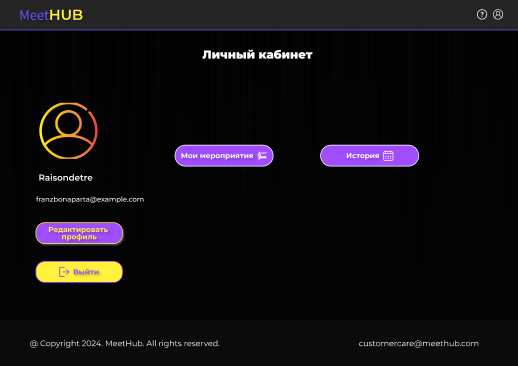 MeetHUB
Личный кабинет
Raisondetre
franzbonaparta@example.com
Мои мероприятия
История
Редактировать
профиль
Выйти
@ Copyright 2024. MeetHub. All rights reserved.
customercare@meethub.com